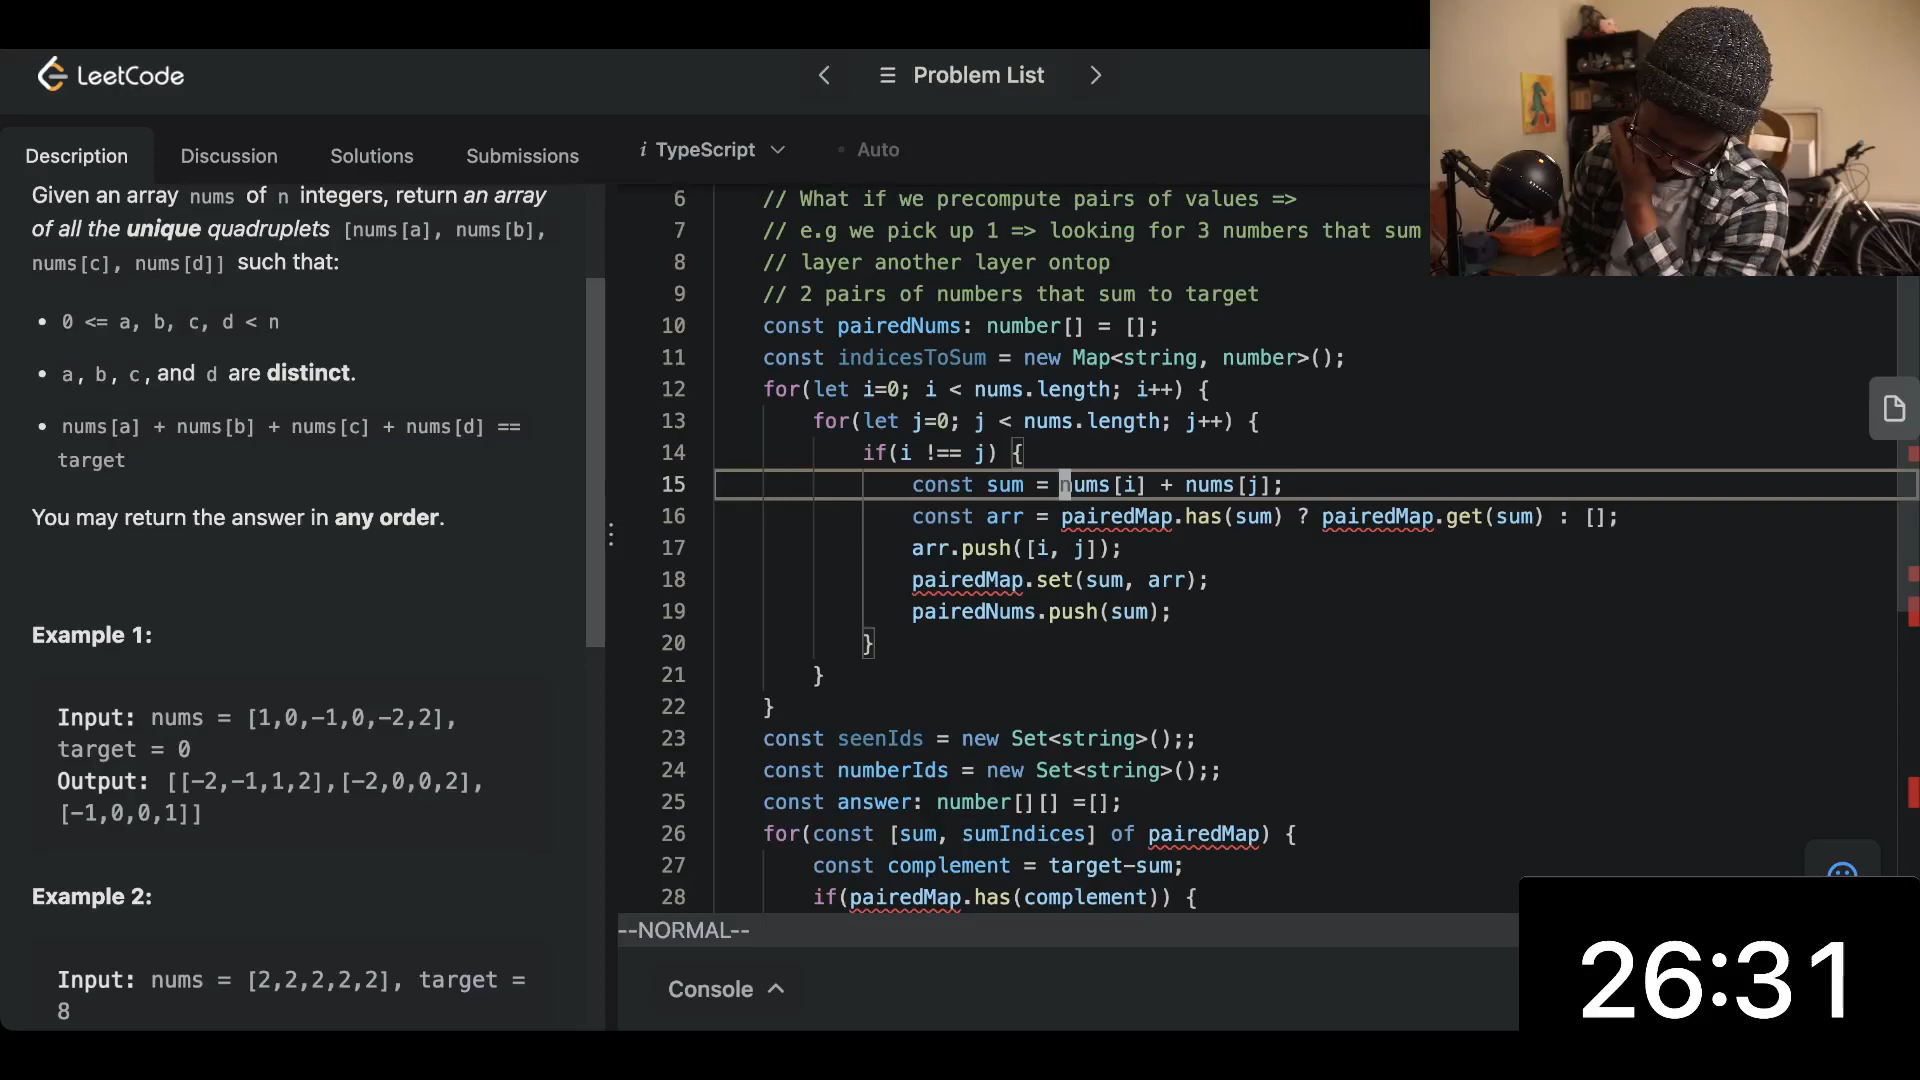 LeetCode
Problem List
Description
Discussion
Solutions
Submissions
i TypeScript
Auto
Given an array nums of n integers, return an array
of all the unique quadruplets [nums[a], nums[b],
nums[c], nums[d]] such that:
• 0 <= a, b, c, d < n
• a, b, c, and d are distinct.
• nums[a] + nums[b] + nums[c] + nums[d] ==
target
You may return the answer in any order.
Example 1:
Input: nums = [1,0,-1,0,-2,2],
target = 0
Output: [[-2,-1,1,2],[-2,0,0,2],
[-1,0,0,1]]
Example 2:
Input: nums = [2,2,2,2,2], target =
8
6 // What if we precompute pairs of values =>
7 // e.g we pick up 1 => looking for 3 numbers that sum
8 // layer another layer ontop
9 // 2 pairs of numbers that sum to target
10 const pairedNums: number[] = [];
11 const indicesToSum = new Map<string, number>();
12 for(let i=0; i < nums.length; i++) {
13 for(let j=0; j < nums.length; j++) {
14 if(i !== j) {
15 const sum = nums[i] + nums[j];
16 const arr = pairedMap.has(sum) ? pairedMap.get(sum) : [];
17 arr.push([i, j]);
18 pairedMap.set(sum, arr);
19 pairedNums.push(sum);
20 }
21 }
22 }
23 const seenIds = new Set<string>();;
24 const numberIds = new Set<string>();;
25 const answer: number[][] =[];
26 for(const [sum, sumIndices] of pairedMap) {
27 const complement = target-sum;
28 if(pairedMap.has(complement)) {
--NORMAL--
Console
26:31